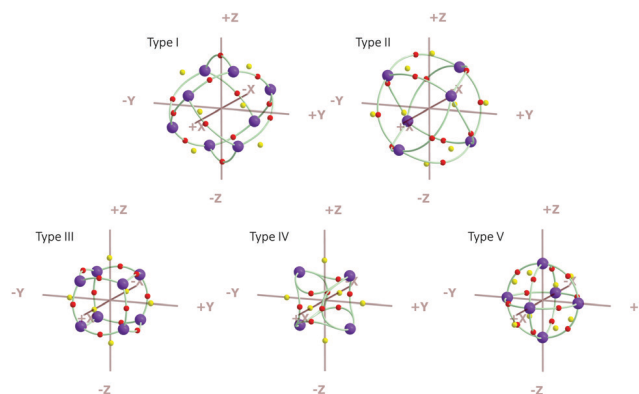 +Z
Type I
-X
-Y
+Y
+X
-Z
+Z
Type II
-X
-Y
+Y
+X
-Z
+Z
Type III
-X
-Y
+Y
+X
-Z
+Z
Type IV
-X
-Y
+Y
+X
-Z
+Z
Type V
-X
-Y
+
+X
-Z